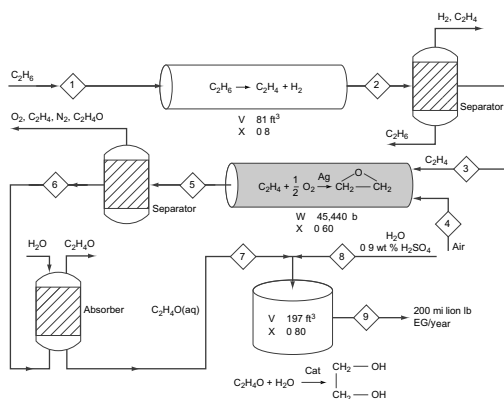 H2, C2H4
C2H6
1
C2H6 → C2H4 + H2
2
V 81 ft3
X 0 8
Separator
C2H6
O2, C2H4, N2, C2H4O
C2H4
3
6
5
C2H4 + 1/2 O2 Ag → O CH2 CH2
Separator
4
W 45,440 b
X 0 60
H2O
0 9 wt % H2SO4
Air
H2O
C2H4O
7
8
Absorber
C2H4O(aq)
V 197 ft3
X 0 80
9
200 mi lion lb
EG/year
Cat
CH2 OH
C2H4O + H2O →
CH2 OH